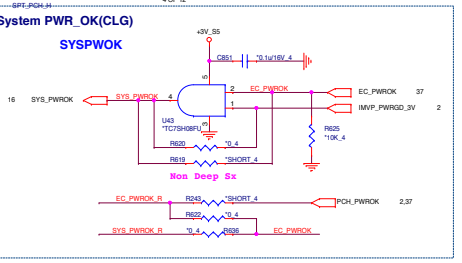 SPT_PCH_H
System PWR_OK(CLG)
SYSPWOK
+3V_S5
C851 *0.1u/16V_4
5
16 SYS_PWROK SYS_PWROK 4 2 EC_PWROK EC_PWROK 37
1 IMVP_PWRGD_3V 2
U43 3
*TC7SH08FU
R625
*10K_4
R620 *0_4
R619 *SHORT_4
Non Deep Sx
EC_PWROK_R R243 *SHORT_4 PCH_PWROK 2,37
R622 *0_4
SYS_PWROK_R *0_4 R636 EC_PWROK